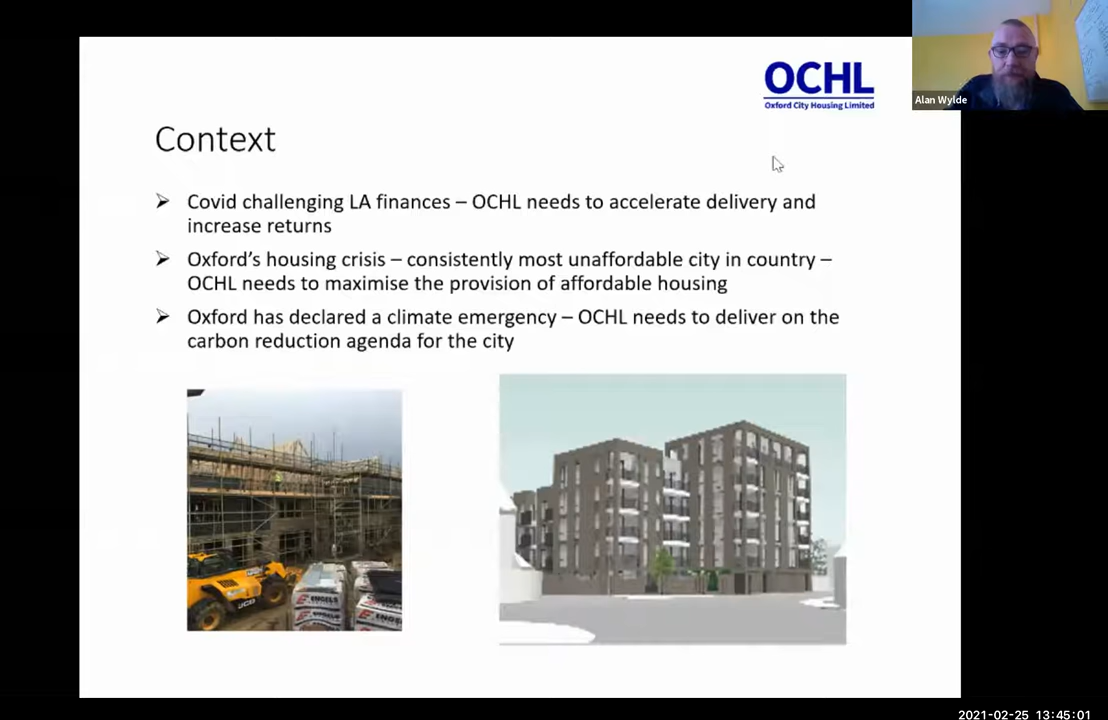 OCHL
Oxford City Housing Limited
Alan Wylde
Context
➢ Covid challenging LA finances – OCHL needs to accelerate delivery and
increase returns
➢ Oxford's housing crisis – consistently most unaffordable city in country –
OCHL needs to maximise the provision of affordable housing
➢ Oxford has declared a climate emergency – OCHL needs to deliver on the
carbon reduction agenda for the city
JCB
ENGELS
2021-02-25 13:45:01